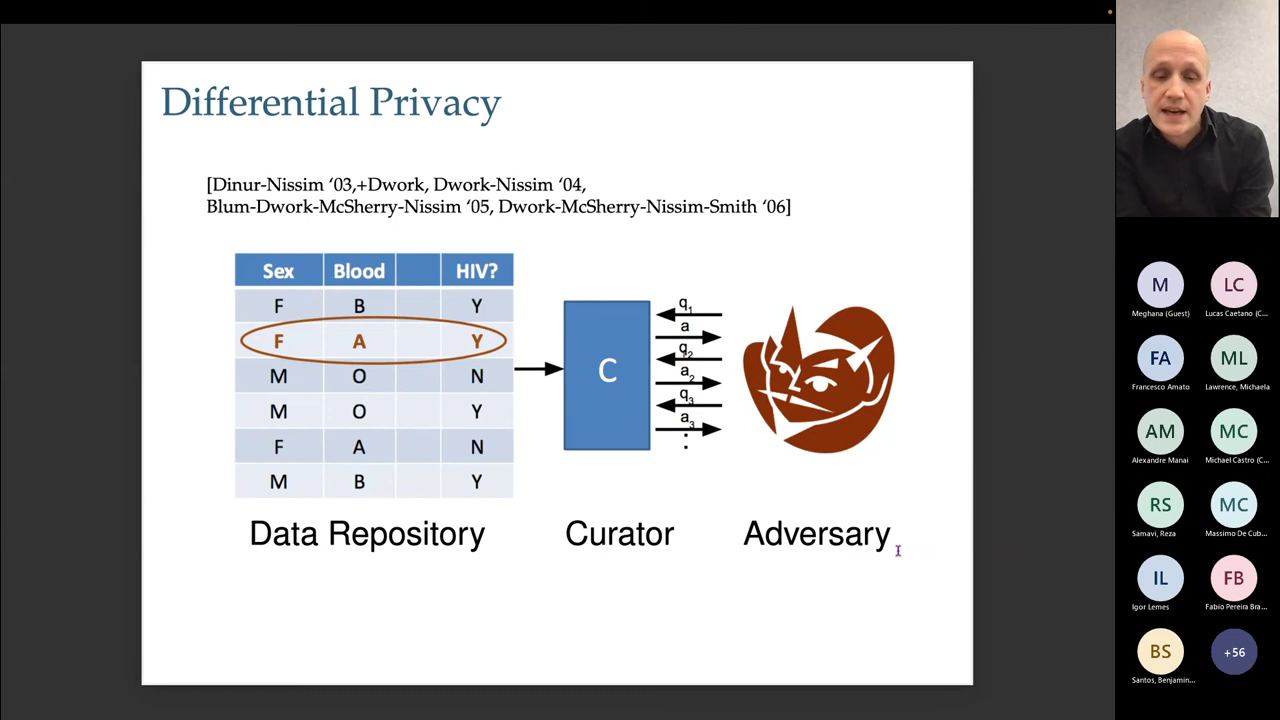 Differential Privacy
[Dinur-Nissim ‘03,+Dwork, Dwork-Nissim ‘04,
Blum-Dwork-McSherry-Nissim ‘05, Dwork-McSherry-Nissim-Smith ‘06]
Sex Blood HIV?
F B Y
F A Y
M O N
M O Y
F A N
M B Y
C
q1
a
q2
a2
q3
a3
Data Repository
Curator
Adversary
M
Meghana (Guest)
LC
Lucas Caetano (C...
FA
Francesco Amato
ML
Lawrence, Michaela
AM
Alexandre Manai
MC
Michael Castro (C...
RS
Samavi, Reza
MC
Massimo De Cub...
IL
Igor Lemes
FB
Fabio Pereira Bra...
BS
Santos, Benjamin...
+56